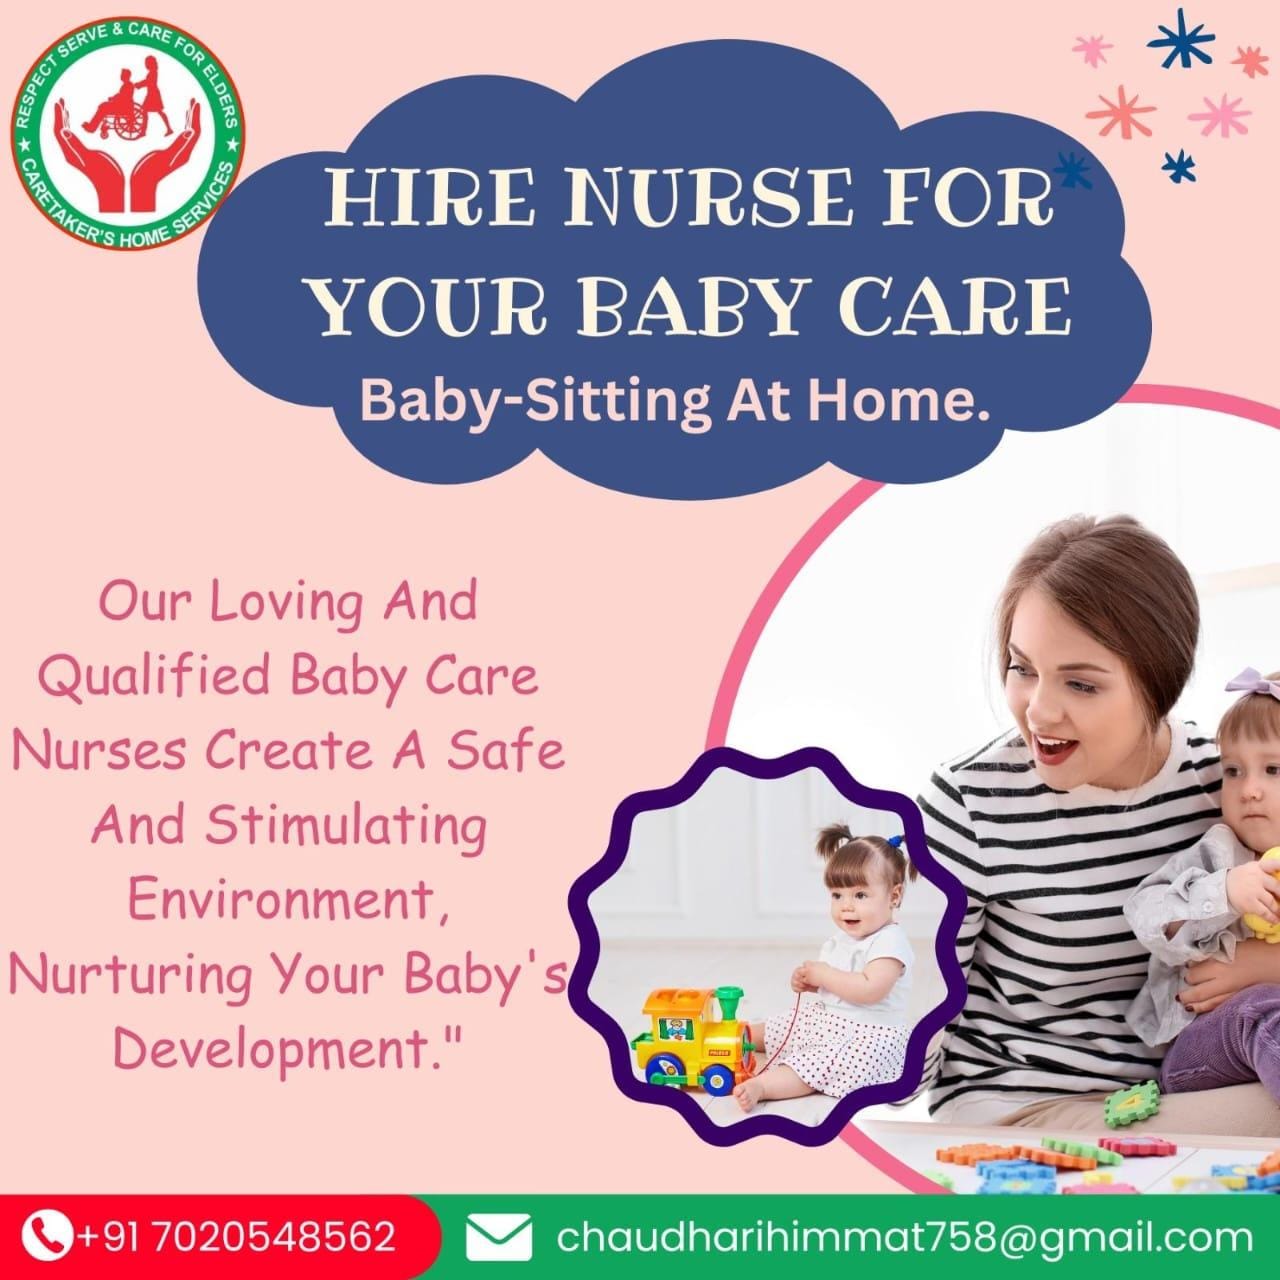 RESPECT SERVE & CARE FOR ELDERS
CARETAKER'S HOME SERVICES
HIRE NURSE FOR
YOUR BABY CARE
Baby-Sitting At Home.
Our Loving And
Qualified Baby Care
Nurses Create A Safe
And Stimulating
Environment,
Nurturing Your Baby's
Development."
+91 7020548562
chaudharihimmat758@gmail.com